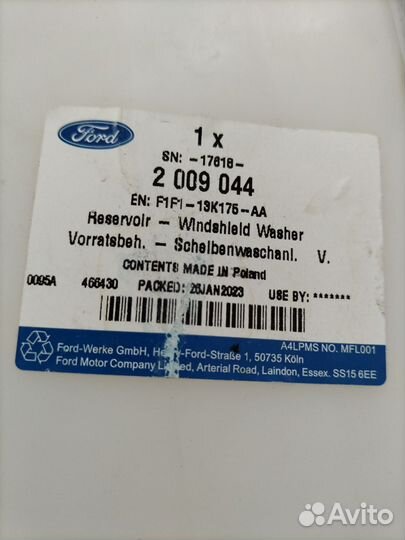 Ford
1 x
SN: -17618-
2 009 044
EN: F1F1-13K175-AA
Reservoir - Windshield Washer
Vorratsbeh. - Scheibenwaschanl. V.
CONTENTS MADE IN Poland
0095A 466430 PACKED: 26JAN2023 USE BY: *******
A4LPMS NO. MFL001
Ford-Werke GmbH, Henry-Ford-Straße 1, 50735 Köln
Ford Motor Company Limited, Arterial Road, Laindon, Essex. SS15 6EE
Avito